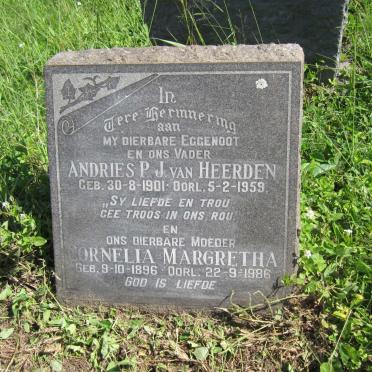 In
Tere Herinnering
aan
my dierbare Eggenoot
en ons Vader
Andries P. J. van Heerden
Geb. 30-8-1901 Oorl. 5-2-1959
„Sy liefde en trou
gee troos in ons rou
en
ons dierbare Moeder
Cornelia Margretha
Geb. 9-10-1896 Oorl. 22-9-1986
God is Liefde